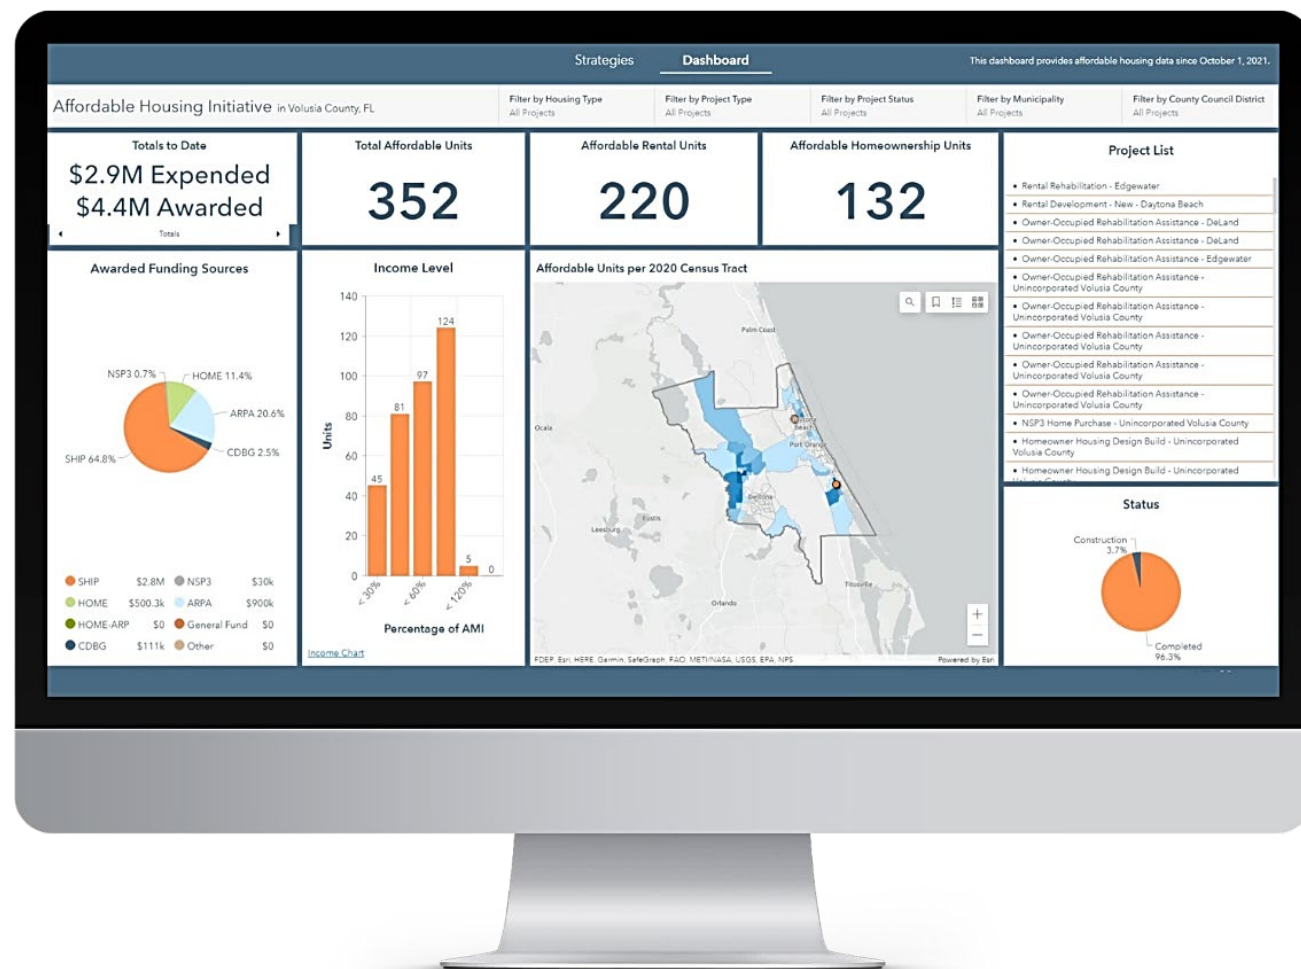 Strategies
Dashboard
This dashboard provides affordable housing data since October 1, 2021.
Affordable Housing Initiative in Volusia County, FL
Filter by Housing Type
All Projects
Filter by Project Type
All Projects
Filter by Project Status
All Projects
Filter by Municipality
All Projects
Filter by County Council District
All Projects
Totals to Date
$2.9M Expended
$4.4M Awarded
Totals
Total Affordable Units
352
Affordable Rental Units
220
Affordable Homeownership Units
132
Project List
• Rental Rehabilitation - Edgewater
• Rental Development - New - Daytona Beach
• Owner-Occupied Rehabilitation Assistance - DeLand
• Owner-Occupied Rehabilitation Assistance - DeLand
• Owner-Occupied Rehabilitation Assistance - Edgewater
• Owner-Occupied Rehabilitation Assistance -
Unincorporated Volusia County
• Owner-Occupied Rehabilitation Assistance -
Unincorporated Volusia County
• Owner-Occupied Rehabilitation Assistance -
Unincorporated Volusia County
• Owner-Occupied Rehabilitation Assistance -
Unincorporated Volusia County
• Owner-Occupied Rehabilitation Assistance -
Unincorporated Volusia County
• NSP3 Home Purchase - Unincorporated Volusia County
• Homeowner Housing Design Build - Unincorporated
Volusia County
• Homeowner Housing Design Build - Unincorporated
Awarded Funding Sources
NSP3 0.7%
HOME 11.4%
ARPA 20.6%
CDBG 2.5%
SHIP 64.8%
SHIP $2.8M
NSP3 $30k
HOME $500.3k
ARPA $900k
HOME-ARP $0
General Fund $0
CDBG $111k
Other $0
Income Level
140
120
100
80
60
40
20
0
Units
45
81
97
124
5
0
< 30%
< 60%
< 120%
Percentage of AMI
Income Chart
Affordable Units per 2020 Census Tract
Palm Coast
Ocala
Beach
Port Orange
Deltona
Eustis
Leesburg
Titusville
Orlando
+
−
FDEP, Esri, HERE, Garmin, SafeGraph, FAO, METI/NASA, USGS, EPA, NPS
Powered by Esri
Status
Construction
3.7%
Completed
96.3%